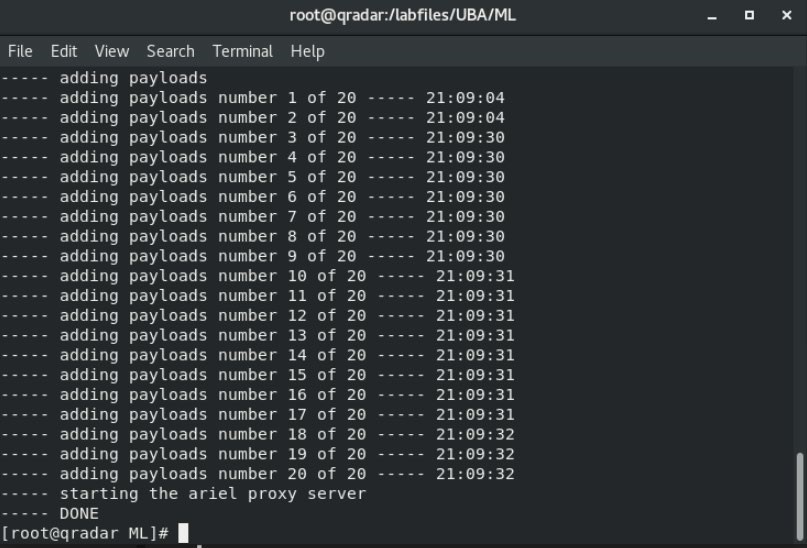 root@qradar:/labfiles/UBA/ML
File Edit View Search Terminal Help
----- adding payloads
----- adding payloads number 1 of 20 ----- 21:09:04
----- adding payloads number 2 of 20 ----- 21:09:04
----- adding payloads number 3 of 20 ----- 21:09:30
----- adding payloads number 4 of 20 ----- 21:09:30
----- adding payloads number 5 of 20 ----- 21:09:30
----- adding payloads number 6 of 20 ----- 21:09:30
----- adding payloads number 7 of 20 ----- 21:09:30
----- adding payloads number 8 of 20 ----- 21:09:30
----- adding payloads number 9 of 20 ----- 21:09:30
----- adding payloads number 10 of 20 ----- 21:09:31
----- adding payloads number 11 of 20 ----- 21:09:31
----- adding payloads number 12 of 20 ----- 21:09:31
----- adding payloads number 13 of 20 ----- 21:09:31
----- adding payloads number 14 of 20 ----- 21:09:31
----- adding payloads number 15 of 20 ----- 21:09:31
----- adding payloads number 16 of 20 ----- 21:09:31
----- adding payloads number 17 of 20 ----- 21:09:31
----- adding payloads number 18 of 20 ----- 21:09:32
----- adding payloads number 19 of 20 ----- 21:09:32
----- adding payloads number 20 of 20 ----- 21:09:32
----- starting the ariel proxy server
----- DONE
[root@qradar ML]#